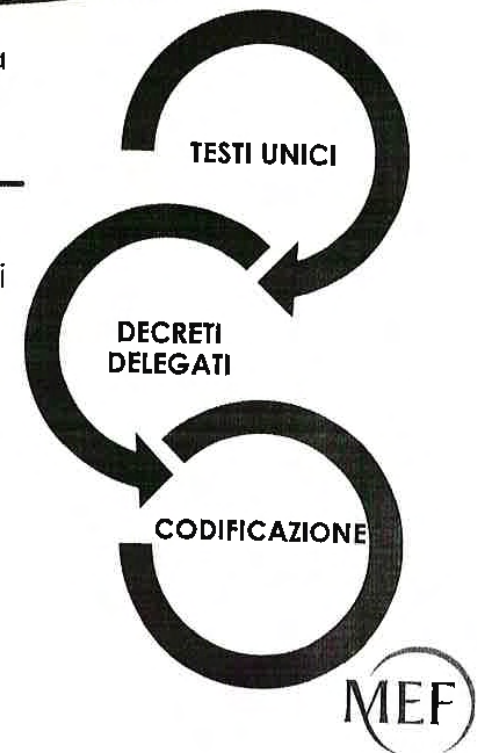 a
TESTI UNICI
i
DECRETI
DELEGATI
CODIFICAZIONE
MEF